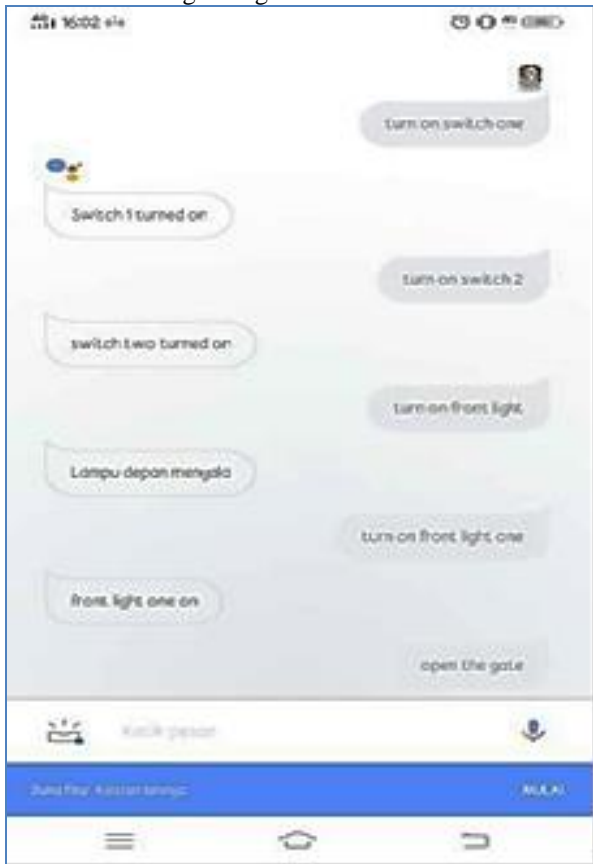 16:02
turn on switch one
Switch 1 turned on
turn on switch 2
switch two turned on
turn on front light
Lampu depan menyala
turn on front light one
front light one on
open the gate
Ketik pesan
MULAI